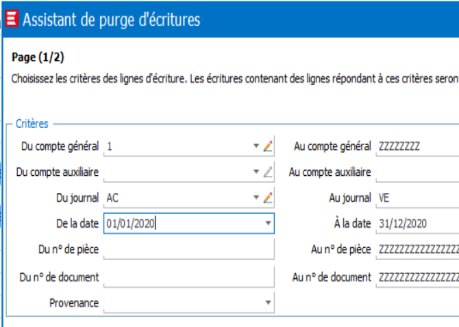 Assistant de purge d'écritures
Page (1/2)
Choisissez les critères des lignes d'écriture. Les écritures contenant des lignes répondant à ces critères seron
Critères
Du compte général 1 Au compte général ZZZZZZZZ
Du compte auxiliaire Au compte auxiliaire
Du journal AC Au journal VE
De la date 01/01/2020 À la date 31/12/2020
Du n° de pièce Au n° de pièce ZZZZZZZZZZZZZZZ
Du n° de document Au n° de document ZZZZZZZZZZZZZZZ
Provenance